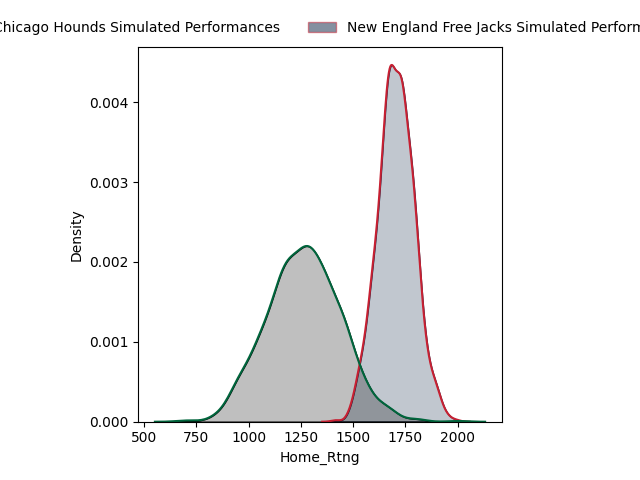 Chicago Hounds Simulated Performances New England Free Jacks Simulated Perform
0.004
0.003
0.002
0.001
0.000
Density
500 750 1000 1250 1500 1750 2000
Home_Rtng